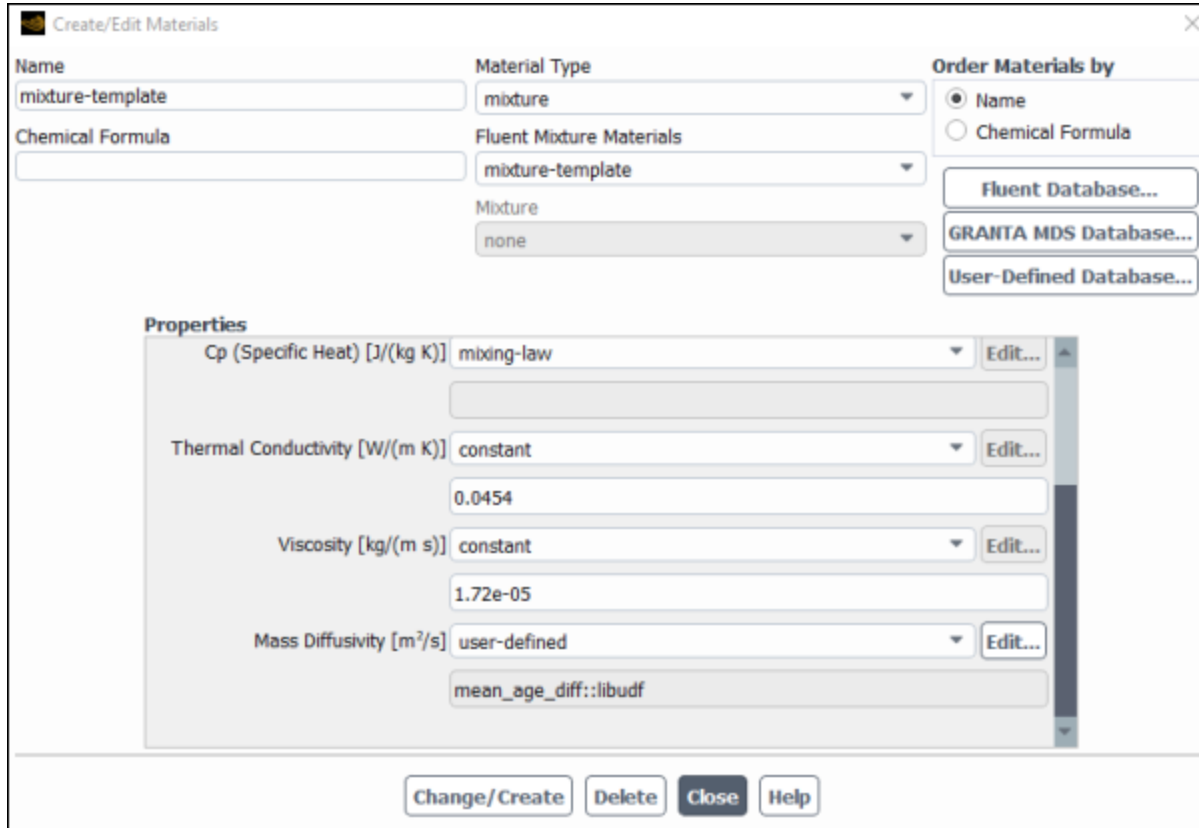 Create/Edit Materials
Name
mixture-template
Chemical Formula
Material Type
mixture
Fluent Mixture Materials
mixture-template
Mixture
none
Order Materials by
Name
Chemical Formula
Fluent Database...
GRANTA MDS Database...
User-Defined Database...
Properties
Cp (Specific Heat) [J/(kg K)] mixing-law Edit...
Thermal Conductivity [W/(m K)] constant Edit...
0.0454
Viscosity [kg/(m s)] constant Edit...
1.72e-05
Mass Diffusivity [m²/s] user-defined Edit...
mean_age_diff::libudf
Change/Create Delete Close Help